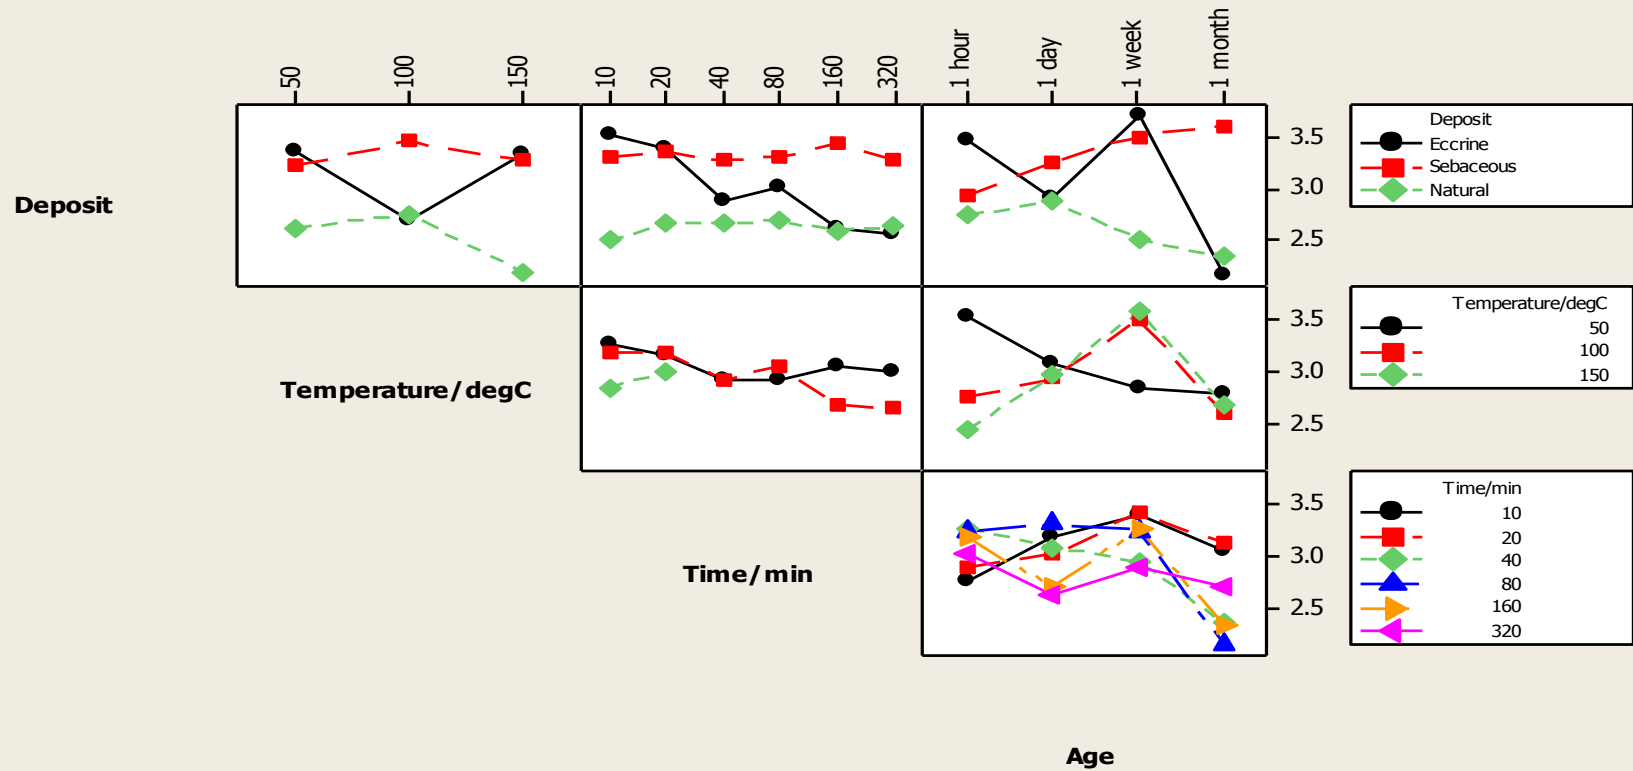 50 100 150 10 20 40 80 160 320 1 hour 1 day 1 week 1 month
Deposit
3.5
3.0
2.5
Deposit
Eccrine
Sebaceous
Natural
Temperature/degC
3.5
3.0
2.5
Temperature/degC
50
100
150
Time/min
3.5
3.0
2.5
Time/min
10
20
40
80
160
320
Age